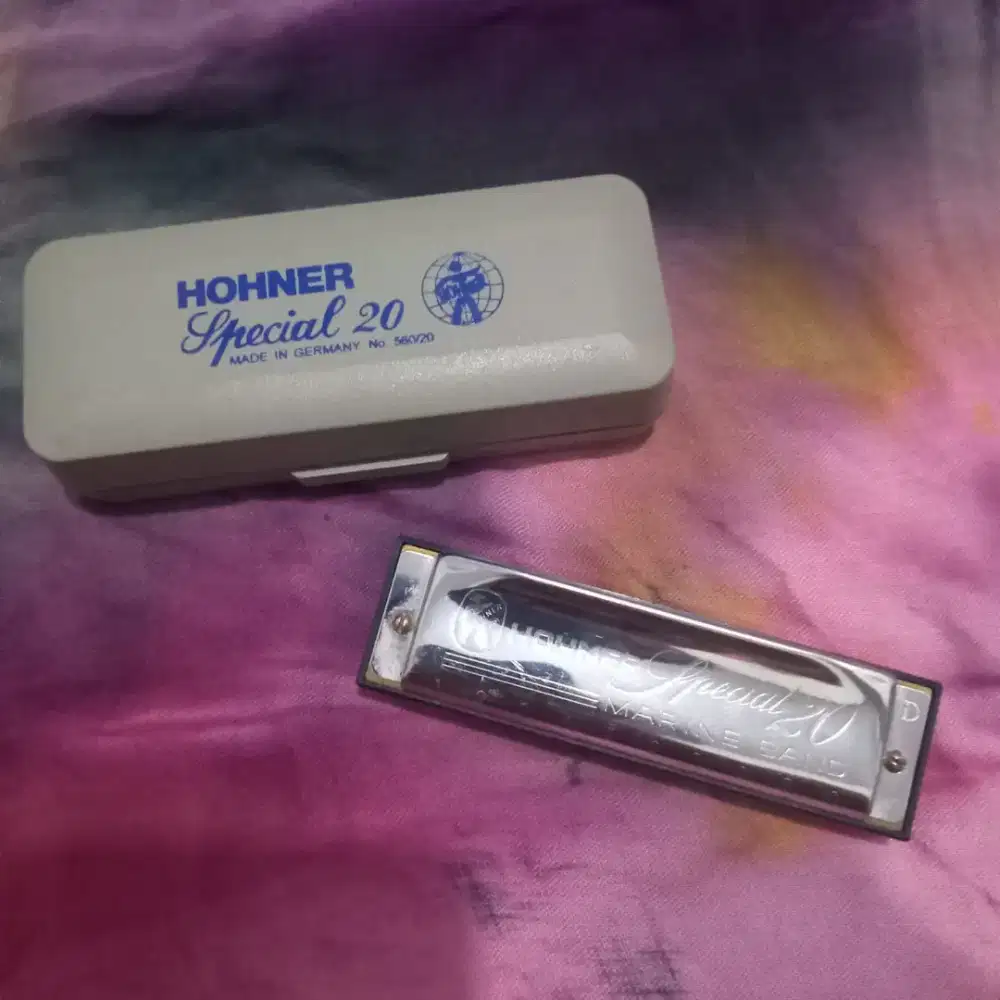 HOHNER
Special 20
MADE IN GERMANY No. 560/20
HOHNER Special 20
MARINE BAND
D